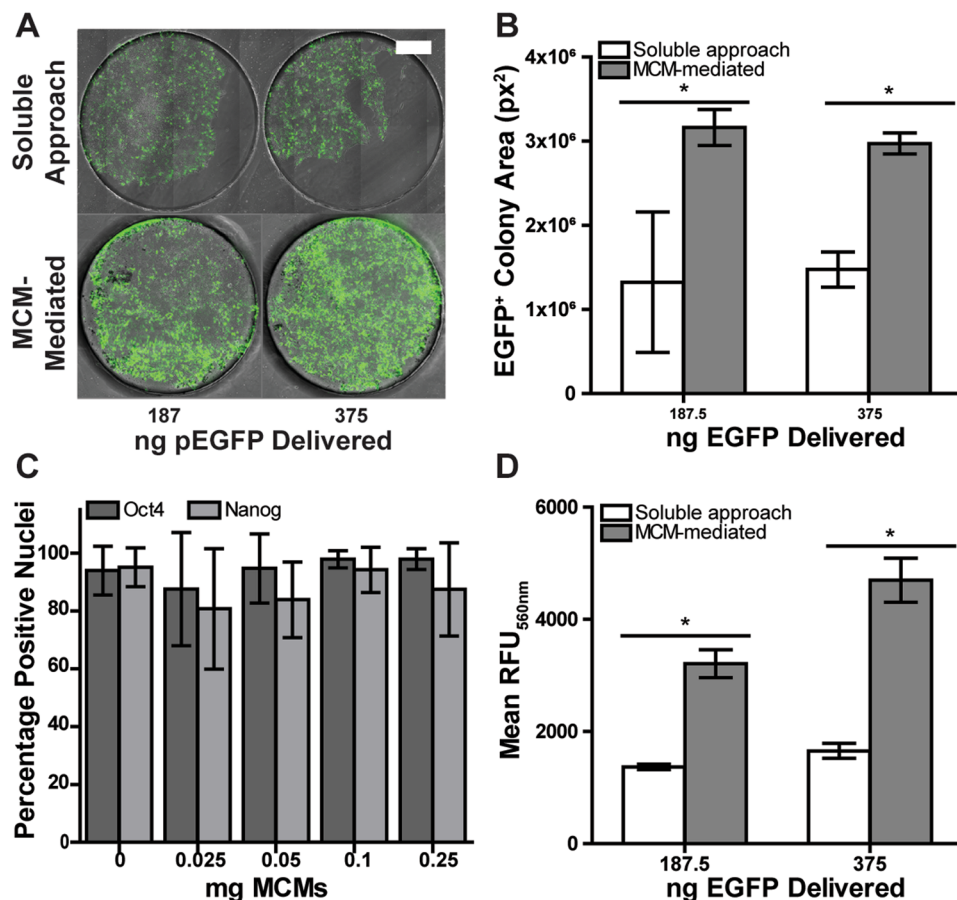 A
Soluble
Approach
MCM-
Mediated
187
375
ng pEGFP Delivered
B
Soluble approach
MCM-mediated
EGFP⁺ Colony Area (px²)
4x10⁶
3x10⁶
2x10⁶
1x10⁶
0
*
*
187.5
375
ng EGFP Delivered
C
Oct4
Nanog
Percentage Positive Nuclei
100
80
60
40
20
0
0
0.025
0.05
0.1
0.25
mg MCMs
D
Soluble approach
MCM-mediated
Mean RFU₅₆₀ₙₘ
6000
4000
2000
0
*
*
187.5
375
ng EGFP Delivered